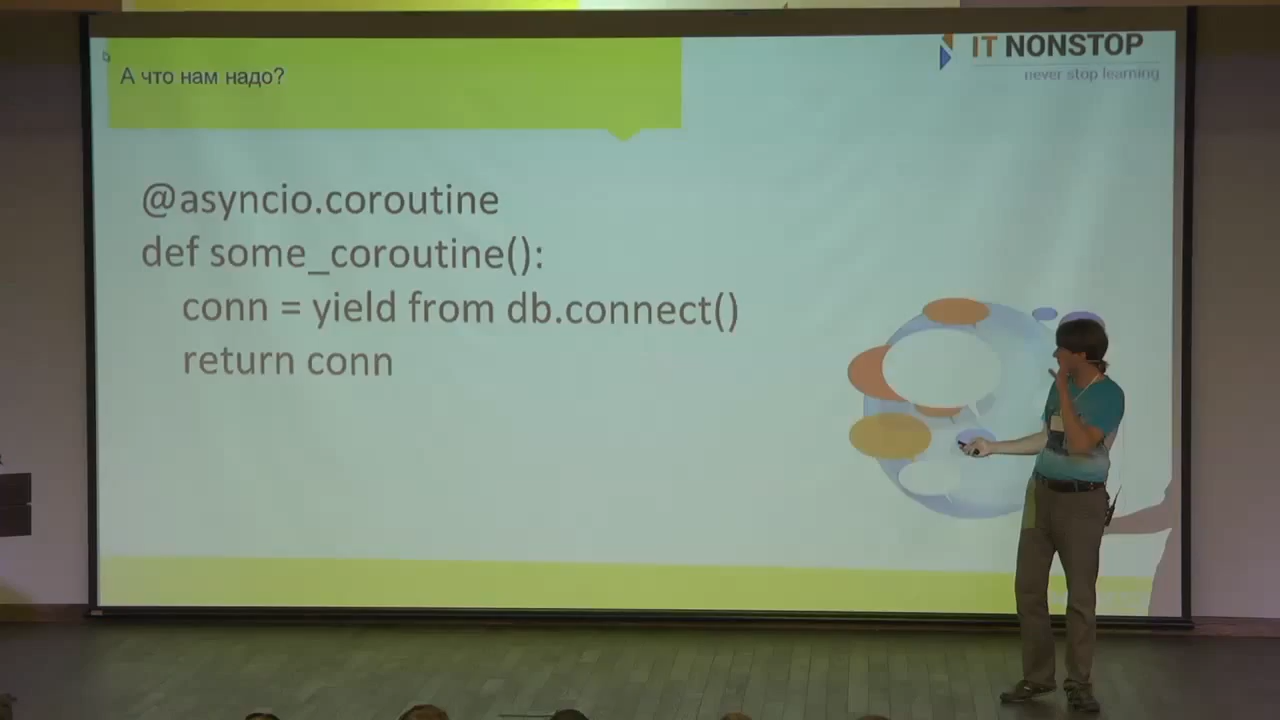 А что нам надо?
IT NONSTOP
never stop learning
@asyncio.coroutine
def some_coroutine():
conn = yield from db.connect()
return conn